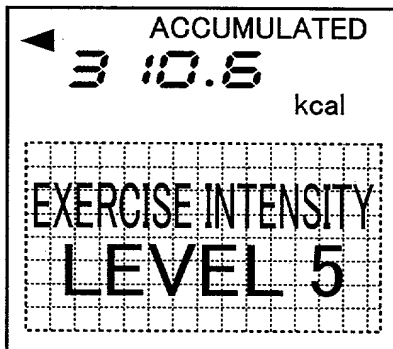 ACCUMULATED
310.6
kcal
EXERCISE INTENSITY
LEVEL 5